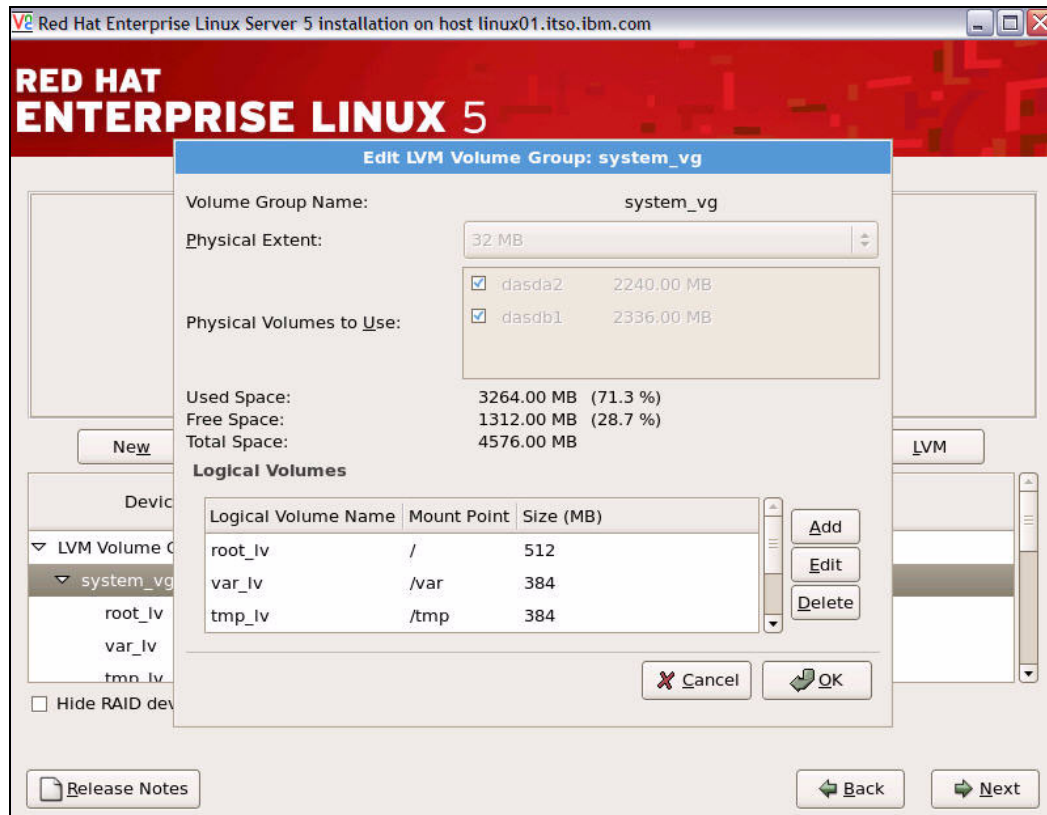 Red Hat Enterprise Linux Server 5 installation on host linux01.itso.ibm.com
RED HAT
ENTERPRISE LINUX 5
Edit LVM Volume Group: system_vg
Volume Group Name: system_vg
Physical Extent: 32 MB
dasda2 2240.00 MB
Physical Volumes to Use:
dasdb1 2336.00 MB
Used Space: 3264.00 MB (71.3 %)
Free Space: 1312.00 MB (28.7 %)
Total Space: 4576.00 MB
New LVM
Logical Volumes
Devic
Logical Volume Name Mount Point Size (MB)
Add
LVM Volume G
root_lv / 512
Edit
system_vg
var_lv /var 384
Delete
root_lv
tmp_lv /tmp 384
var_lv
tmp_lv
Cancel OK
Hide RAID dev
Release Notes Back Next